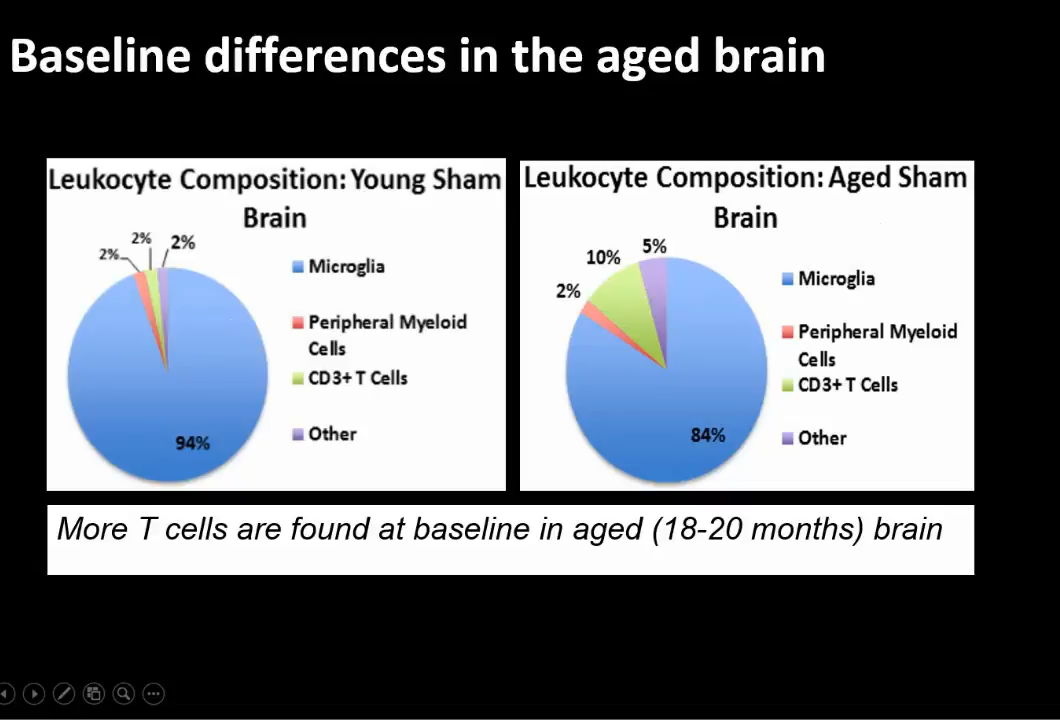 Baseline differences in the aged brain
Leukocyte Composition: Young Sham
Brain
2%
2%
2%
94%
Microglia
Peripheral Myeloid
Cells
CD3+ T Cells
Other
Leukocyte Composition: Aged Sham
Brain
2%
10%
5%
84%
Microglia
Peripheral Myeloid
Cells
CD3+ T Cells
Other
More T cells are found at baseline in aged (18-20 months) brain